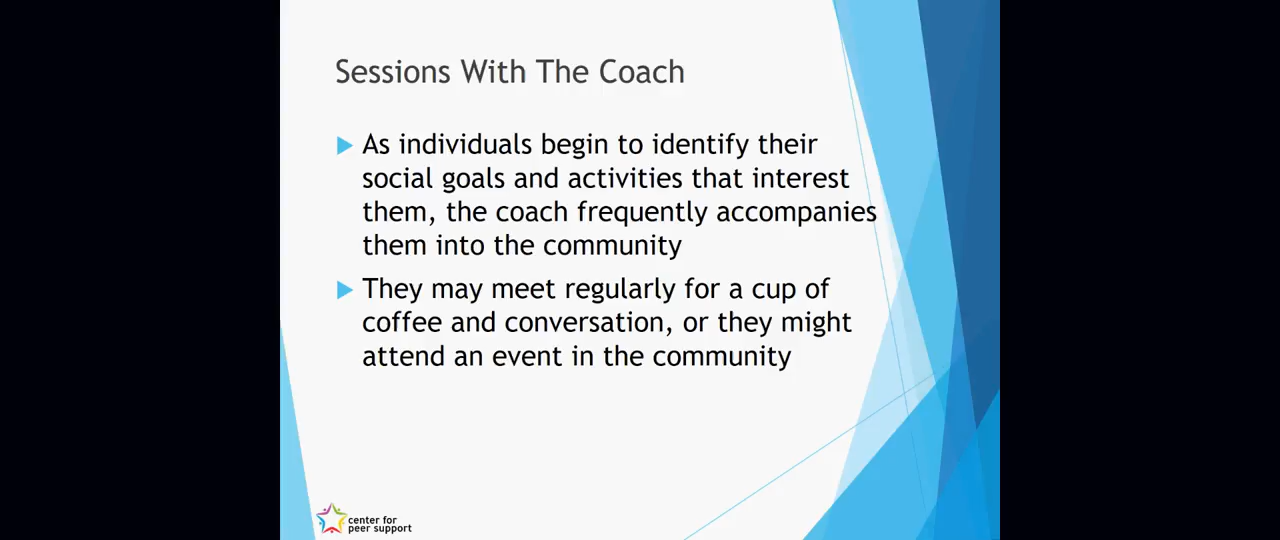 Sessions With The Coach
As individuals begin to identify their
social goals and activities that interest
them, the coach frequently accompanies
them into the community
They may meet regularly for a cup of
coffee and conversation, or they might
attend an event in the community
center for
peer support